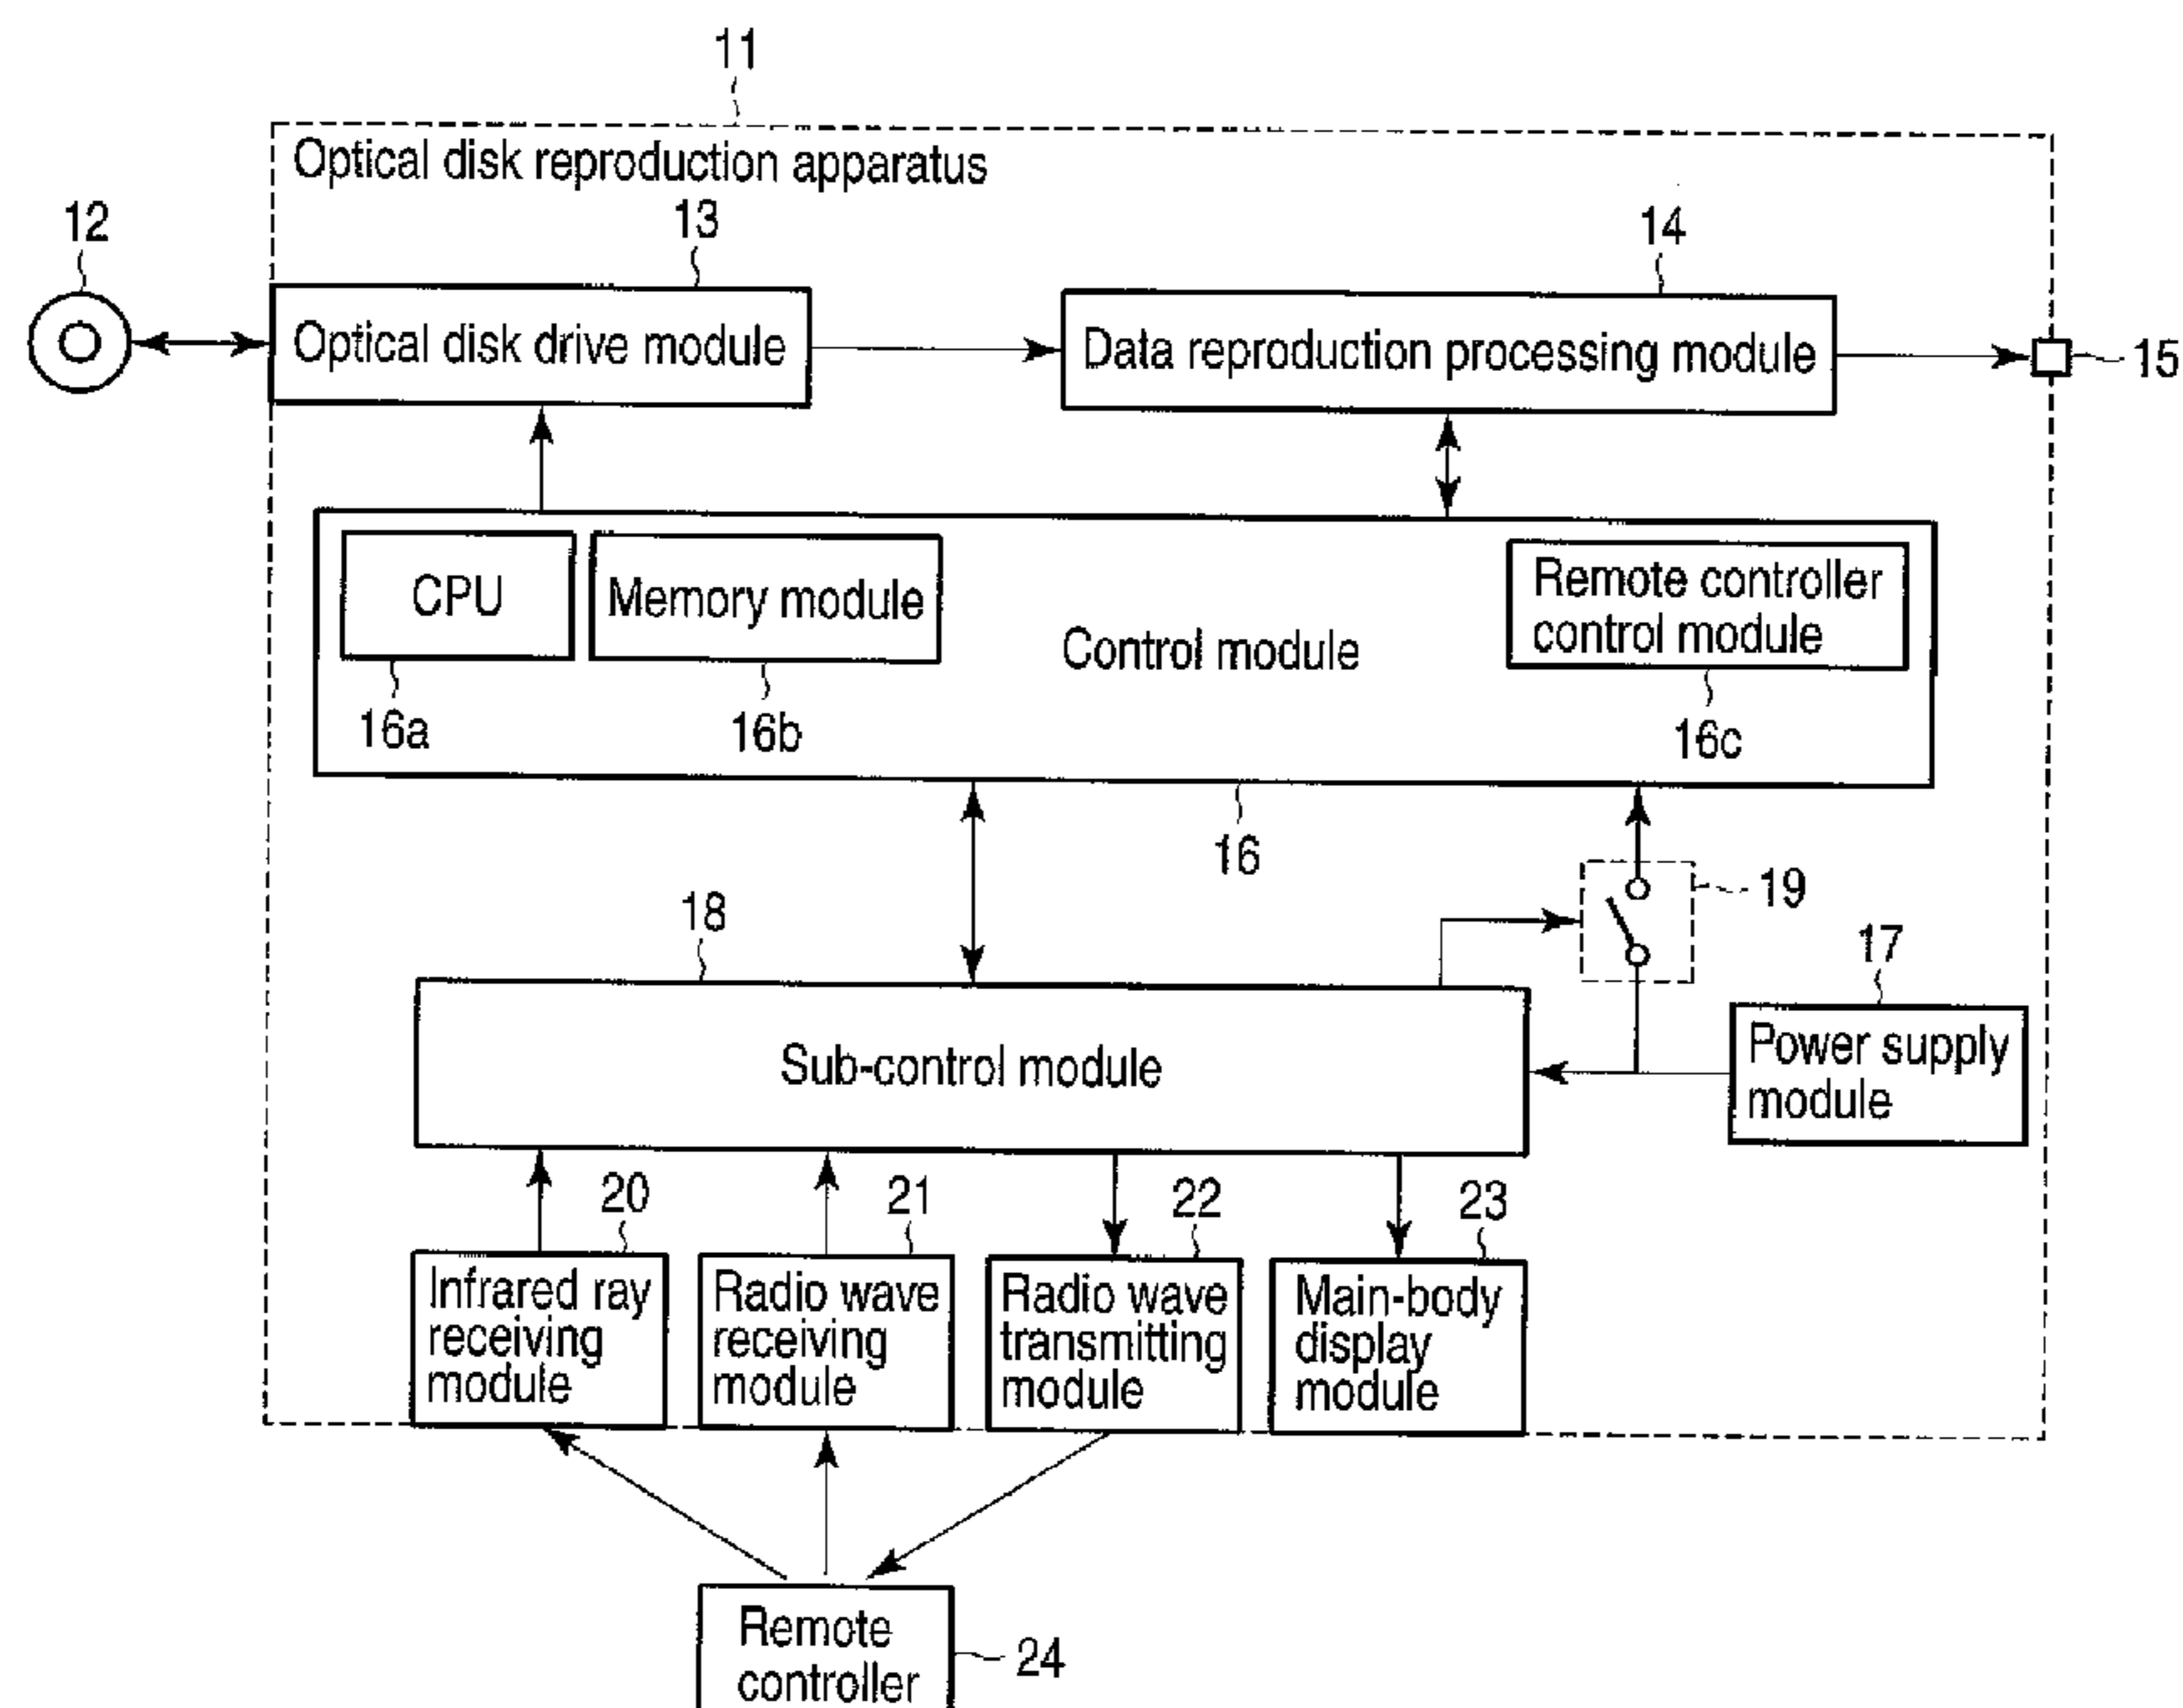 11
Optical disk reproduction apparatus
12
13
14
Optical disk drive module
Data reproduction processing module
15
CPU
Memory module
Remote controller
control module
Control module
16a
16b
16c
16
19
18
17
Sub-control module
Power supply
module
20
21
22
23
Infrared ray
receiving
module
Radio wave
receiving
module
Radio wave
transmitting
module
Main-body
display
module
Remote
controller
24